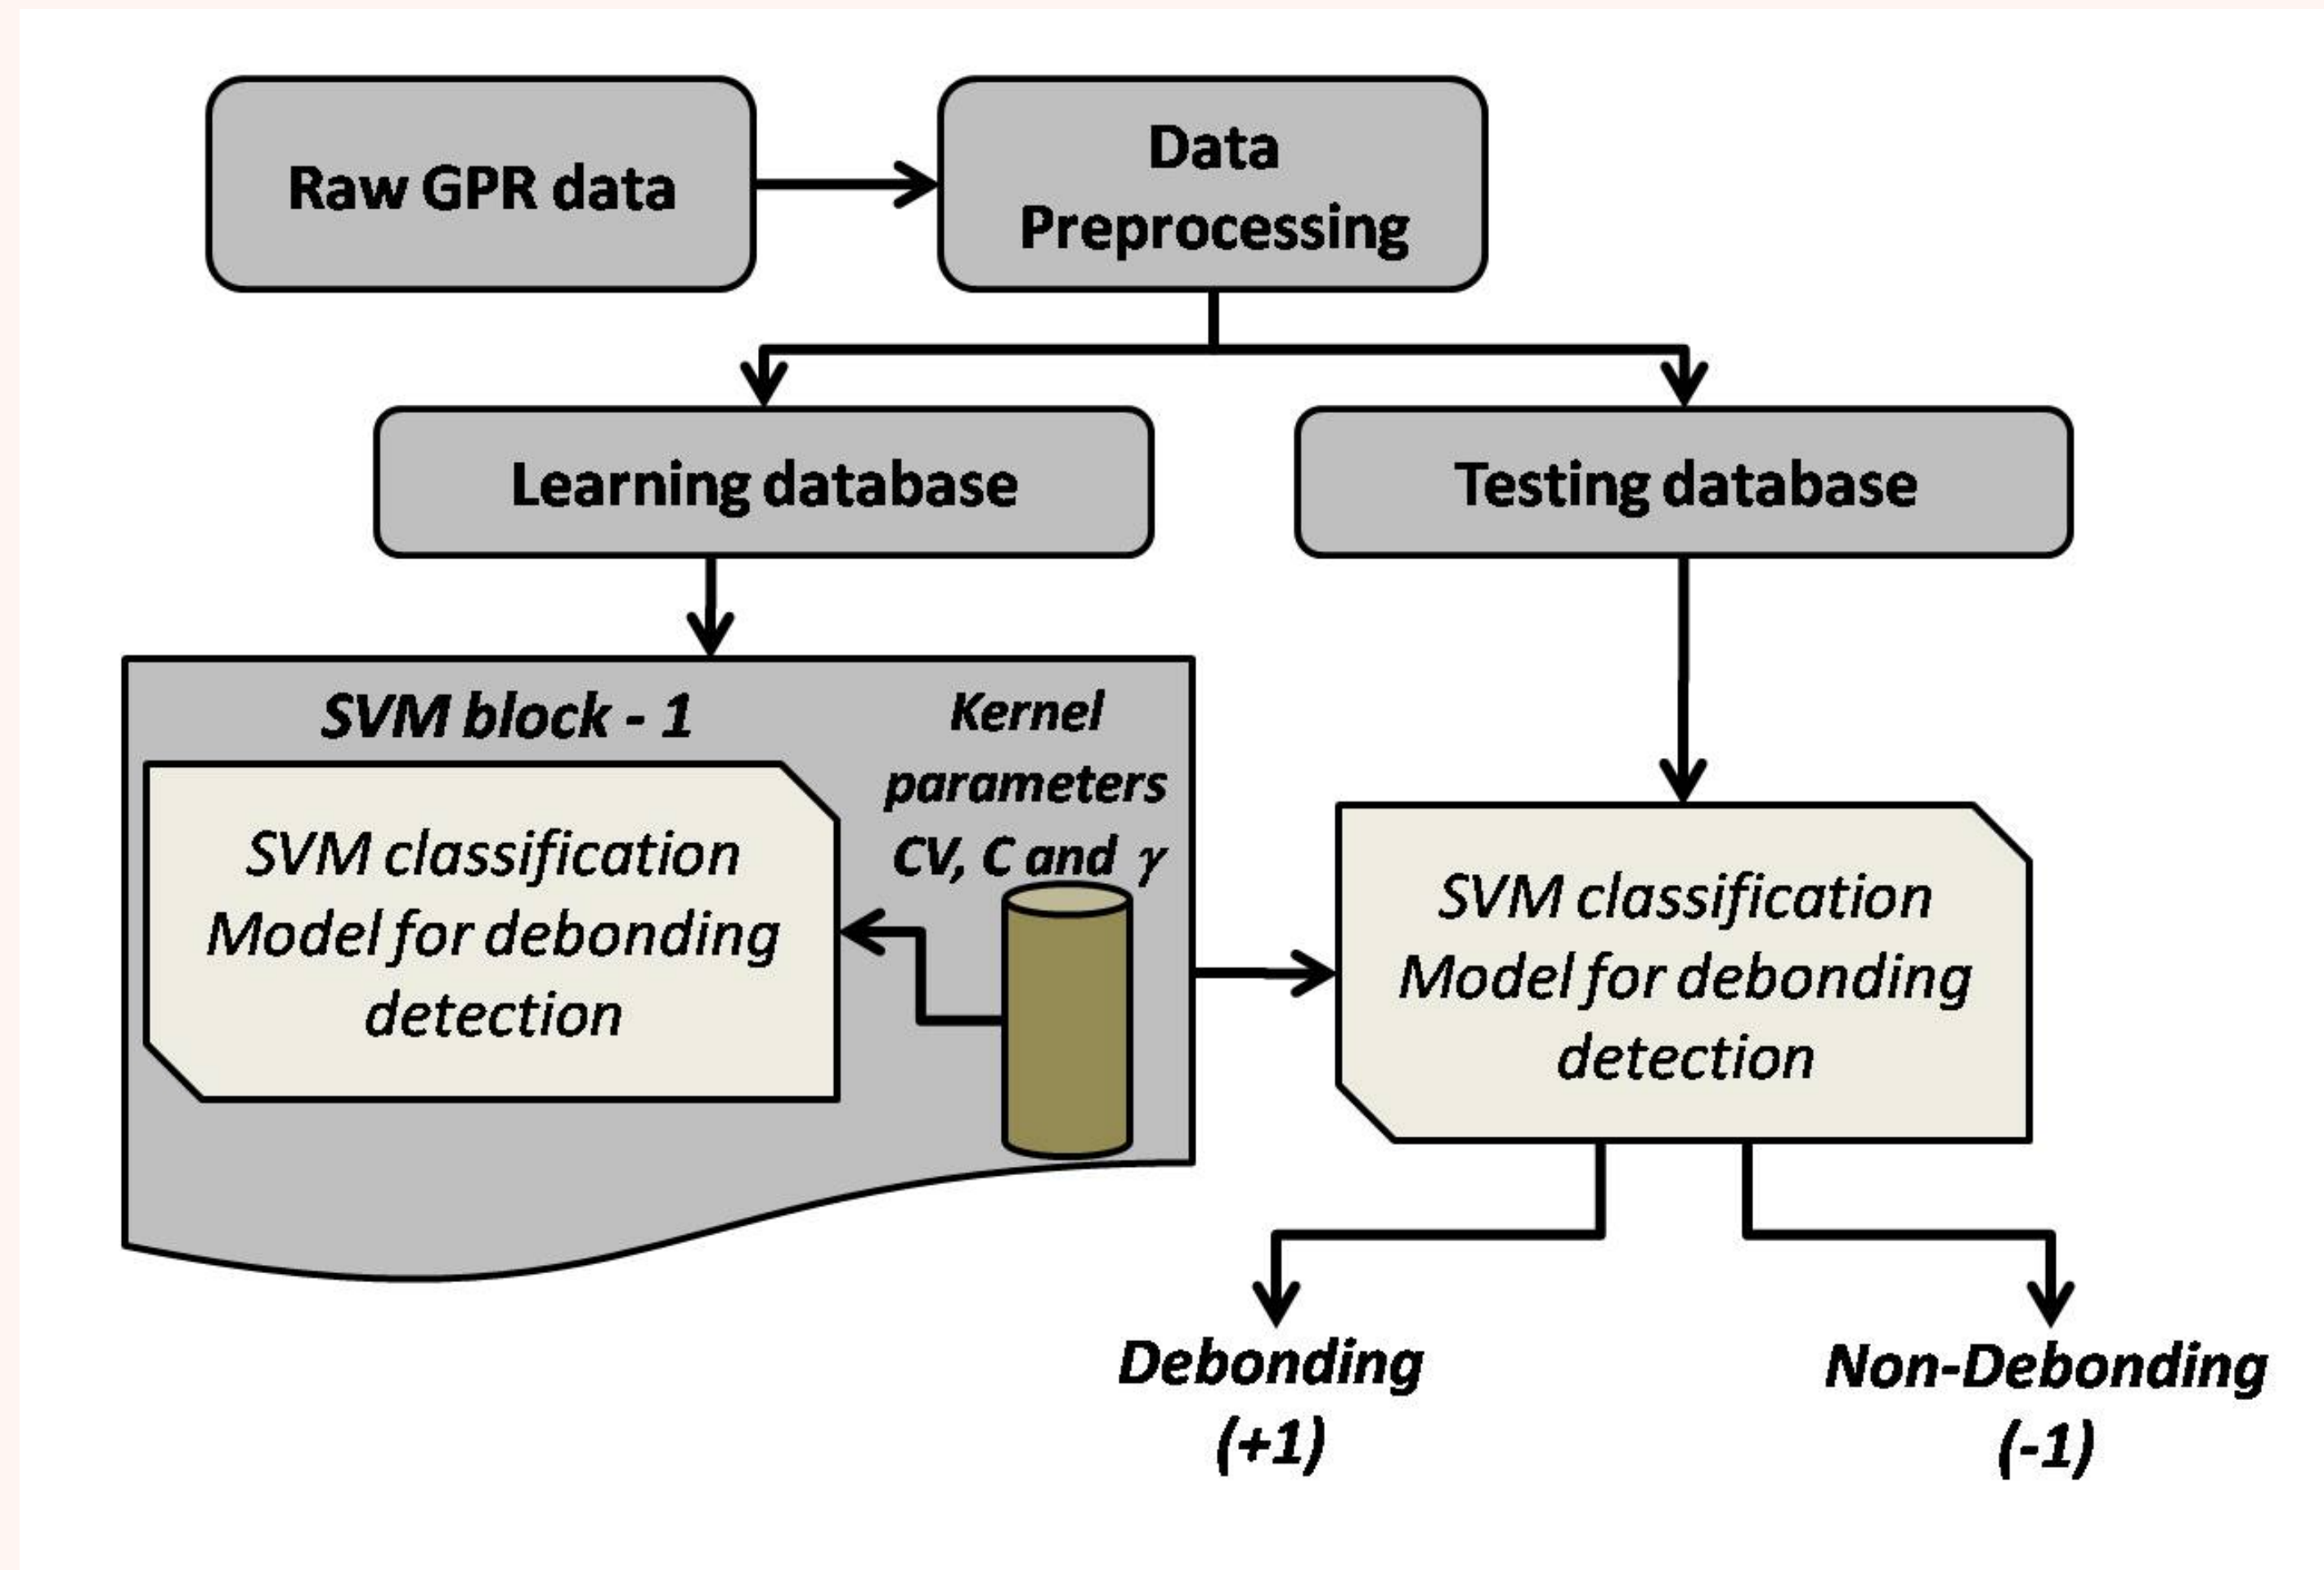 Raw GPR data
Data
Preprocessing
Learning database
Testing database
SVM block - 1
Kernel
parameters
CV, C and γ
SVM classification
Model for debonding
detection
SVM classification
Model for debonding
detection
Debonding
(+1)
Non-Debonding
(-1)